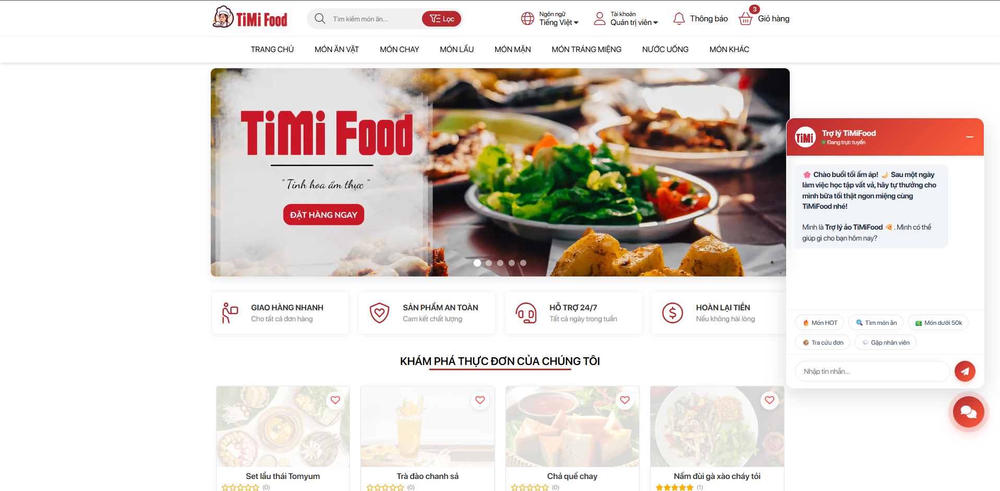 TiMi Food
Tìm kiếm món ăn...
Lọc
Ngôn ngữ
Tiếng Việt
Tài khoản
Quản trị viên
Thông báo
3
Giỏ hàng
TRANG CHỦ
MÓN ĂN VẶT
MÓN CHAY
MÓN LẨU
MÓN MẶN
MÓN TRÁNG MIỆNG
NƯỚC UỐNG
MÓN KHÁC
TiMi Food
" Tinh hoa ẩm thực "
ĐẶT HÀNG NGAY
GIAO HÀNG NHANH
Cho tất cả đơn hàng
SẢN PHẨM AN TOÀN
Cam kết chất lượng
HỖ TRỢ 24/7
Tất cả ngày trong tuần
HOÀN LẠI TIỀN
Nếu không hài lòng
KHÁM PHÁ THỰC ĐƠN CỦA CHÚNG TÔI
Set lẩu thái Tomyum
(0)
Trà đào chanh sả
(0)
Chả quế chay
(0)
Nấm đùi gà xào cháy tỏi
(1)
TiMi
Trợ lý TiMiFood
Đang trực tuyến
🌸 Chào buổi tối ấm áp! 🌙 Sau một ngày
làm việc học tập vất vả, hãy tự thưởng cho
mình bữa tối thật ngon miệng cùng
TiMiFood nhé!
Mình là Trợ lý ảo TiMiFood 🍕. Mình có thể
giúp gì cho bạn hôm nay?
🔥 Món HOT
🔍 Tìm món ăn
💵 Món dưới 50k
📦 Tra cứu đơn
💬 Gặp nhân viên
Nhập tin nhắn...